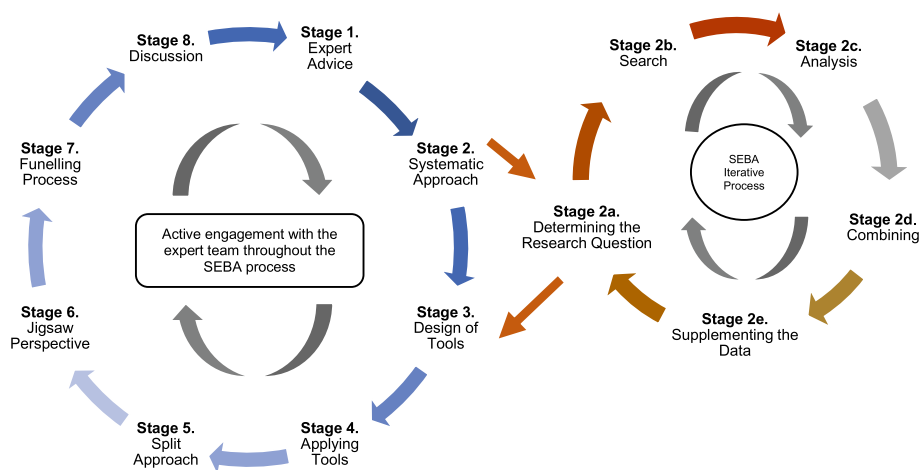 Stage 8.
Discussion
Stage 1.
Expert
Advice
Stage 2b.
Search
Stage 2c.
Analysis
Stage 7.
Funelling
Process
Stage 2.
Systematic
Approach
SEBA
Iterative
Process
Stage 2a.
Determining the
Research Question
Stage 2d.
Combining
Active engagement with the
expert team throughout the
SEBA process
Stage 6.
Jigsaw
Perspective
Stage 3.
Design of
Tools
Stage 2e.
Supplementing the
Data
Stage 5.
Split
Approach
Stage 4.
Applying
Tools